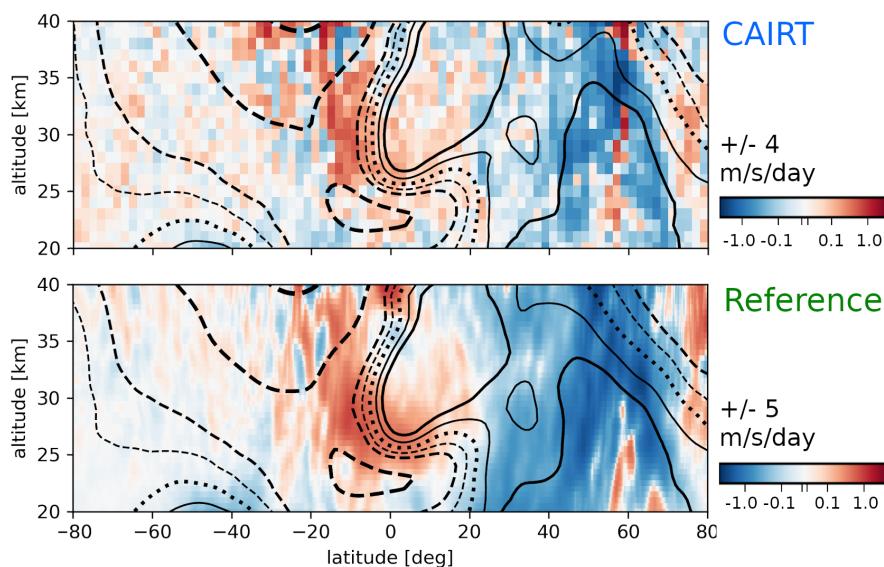 40
35
30
25
20
altitude [km]
CAIRT
+/- 4
m/s/day
-1.0 -0.1 0.1 1.0
40
35
30
25
20
altitude [km]
Reference
+/- 5
m/s/day
-1.0 -0.1 0.1 1.0
−80 −60 −40 −20 0 20 40 60 80
latitude [deg]